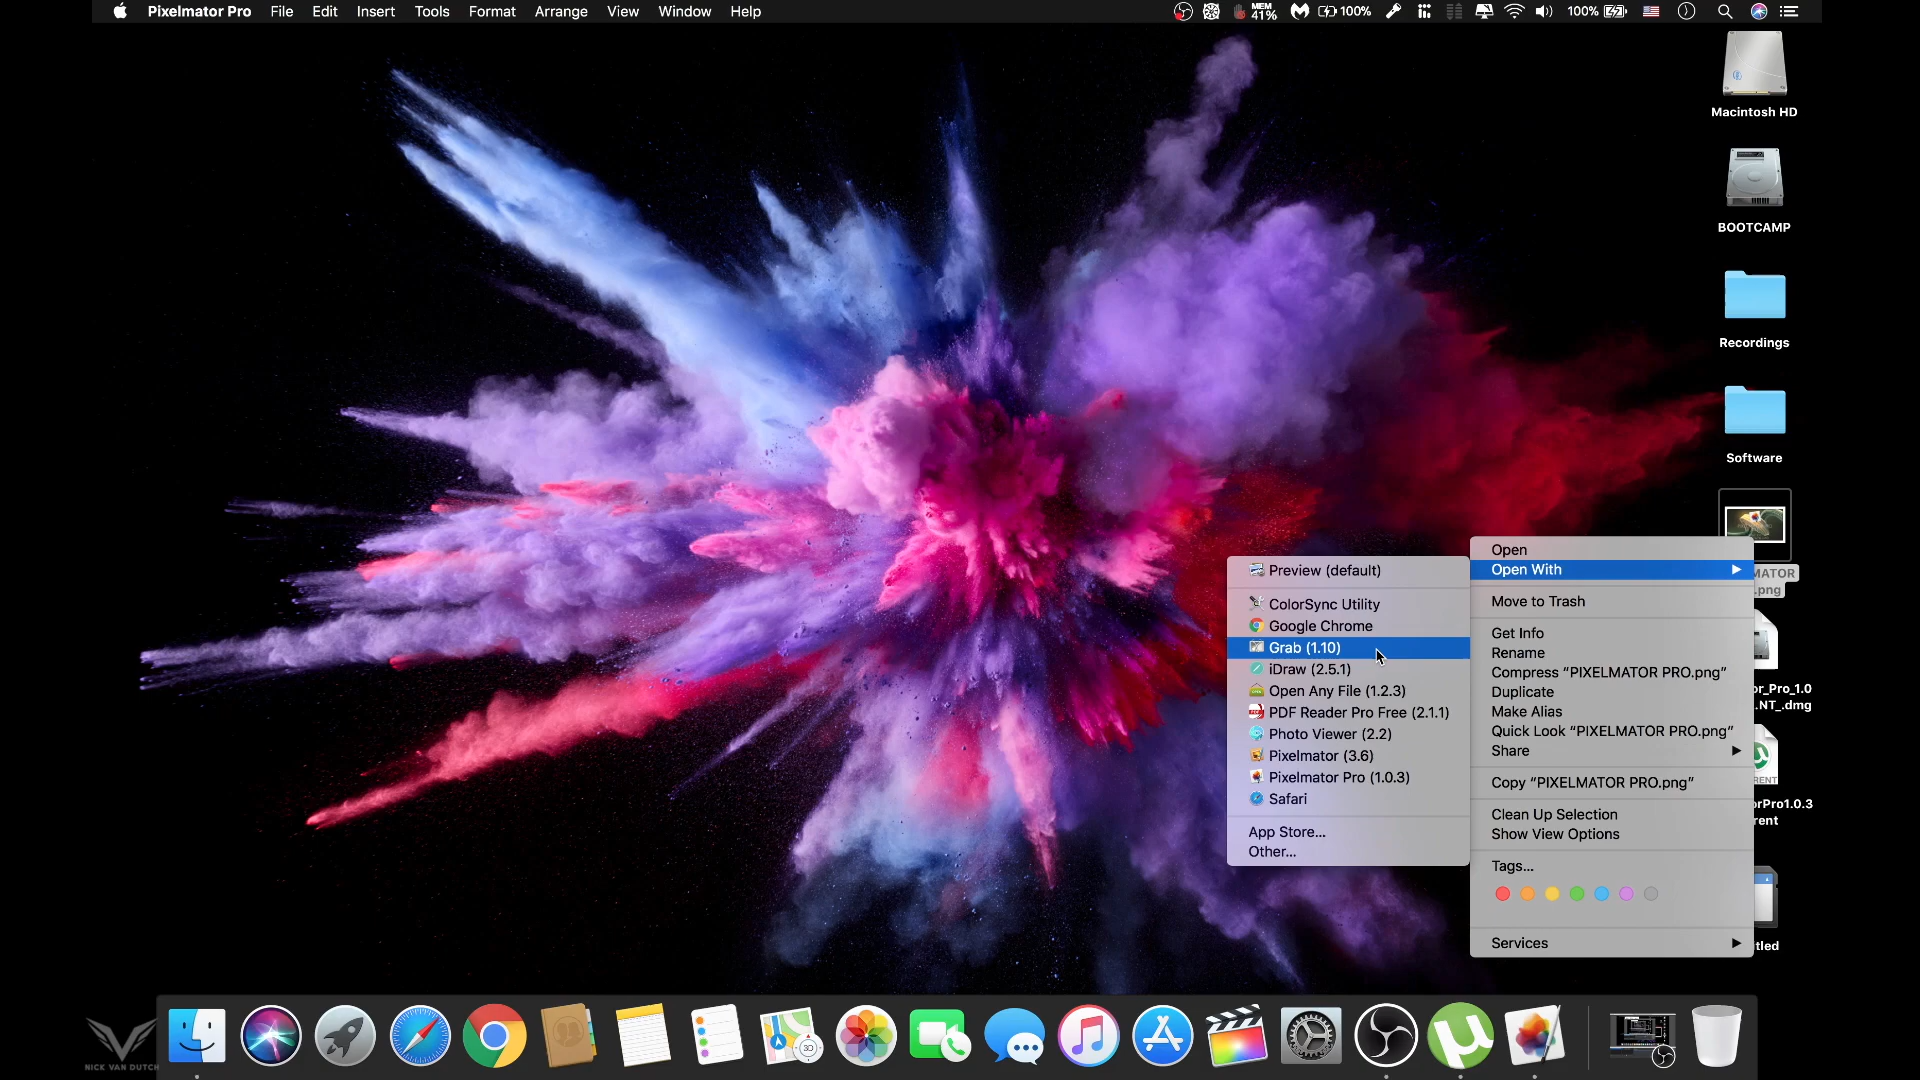 Pixelmator Pro File Edit Insert Tools Format Arrange View Window Help
MEM
41%
100%
100%
Macintosh HD
BOOTCAMP
Recordings
Software
MATOR
.png
or_Pro_1.0
.NT_.dmg
RENT
orPro1.0.3
rent
tled
Open
Open With
Move to Trash
Get Info
Rename
Compress “PIXELMATOR PRO.png”
Duplicate
Make Alias
Quick Look “PIXELMATOR PRO.png”
Share
Copy “PIXELMATOR PRO.png”
Clean Up Selection
Show View Options
Tags...
Services
Preview (default)
ColorSync Utility
Google Chrome
Grab (1.10)
iDraw (2.5.1)
Open Any File (1.2.3)
PDF Reader Pro Free (2.1.1)
Photo Viewer (2.2)
Pixelmator (3.6)
Pixelmator Pro (1.0.3)
Safari
App Store...
Other...
3D
NICK VAN DUTCH